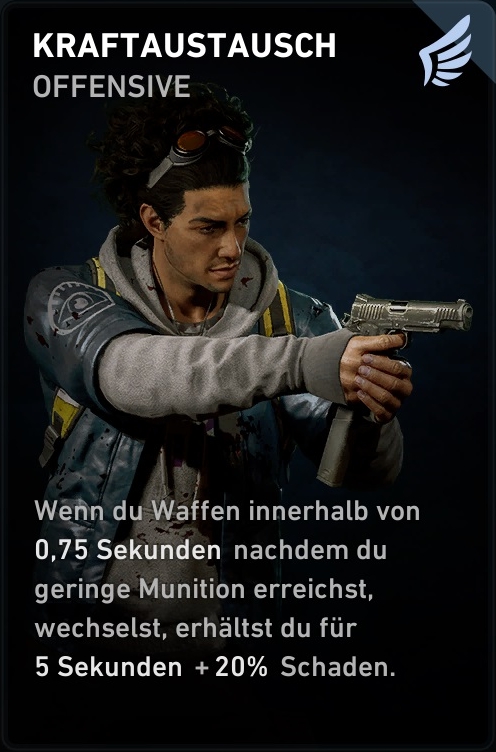 KRAFTAUSTAUSCH
OFFENSIVE
Wenn du Waffen innerhalb von
0,75 Sekunden nachdem du
geringe Munition erreichst,
wechselst, erhältst du für
5 Sekunden +20% Schaden.